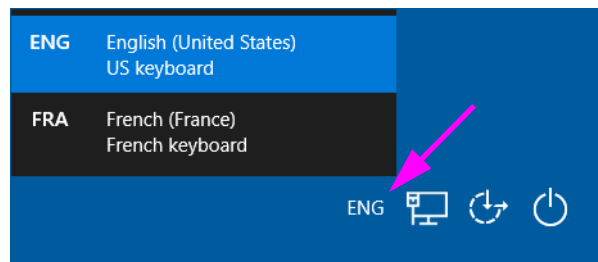 ENG English (United States)
US keyboard
FRA French (France)
French keyboard
ENG